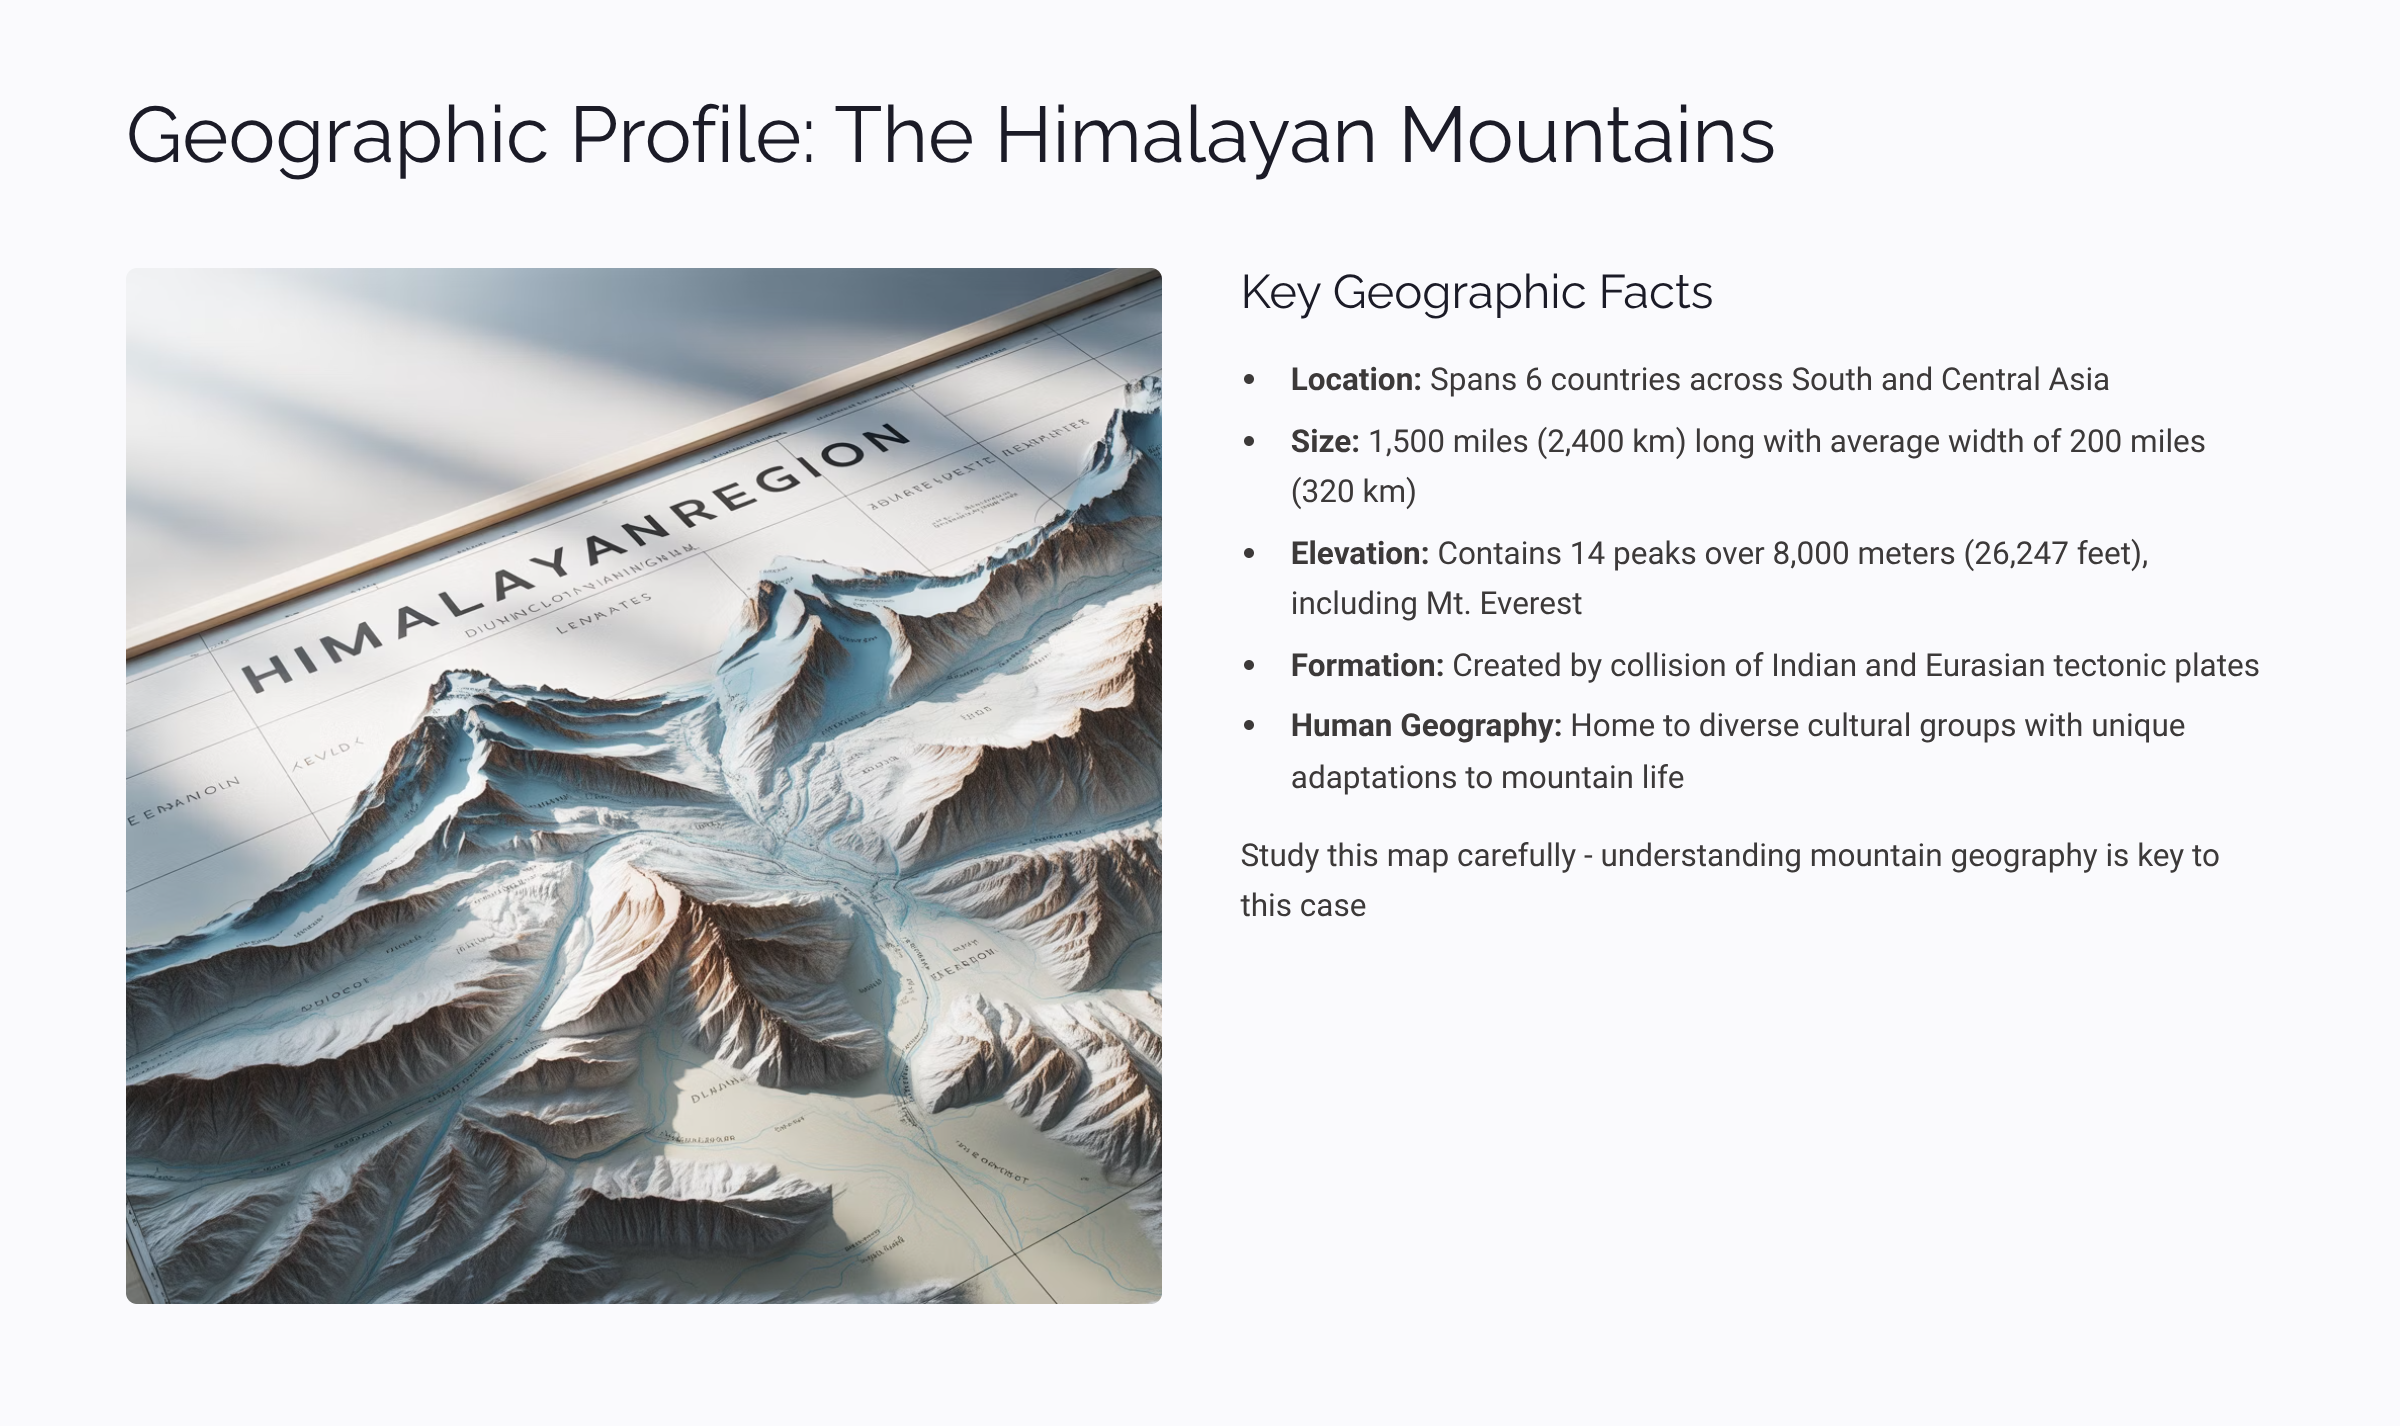 Geographic Profile: The Himalayan Mountains
HIMALAYANREGION
LENMATES
Key Geographic Facts
• Location: Spans 6 countries across South and Central Asia
• Size: 1,500 miles (2,400 km) long with average width of 200 miles
(320 km)
• Elevation: Contains 14 peaks over 8,000 meters (26,247 feet),
including Mt. Everest
• Formation: Created by collision of Indian and Eurasian tectonic plates
• Human Geography: Home to diverse cultural groups with unique
adaptations to mountain life
Study this map carefully - understanding mountain geography is key to
this case